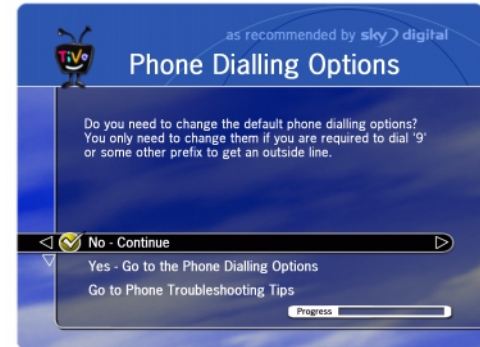 as recommended by sky digital
TiVo
Phone Dialling Options
Do you need to change the default phone dialling options?
You only need to change them if you are required to dial '9'
or some other prefix to get an outside line.
No - Continue
Yes - Go to the Phone Dialling Options
Go to Phone Troubleshooting Tips
Progress